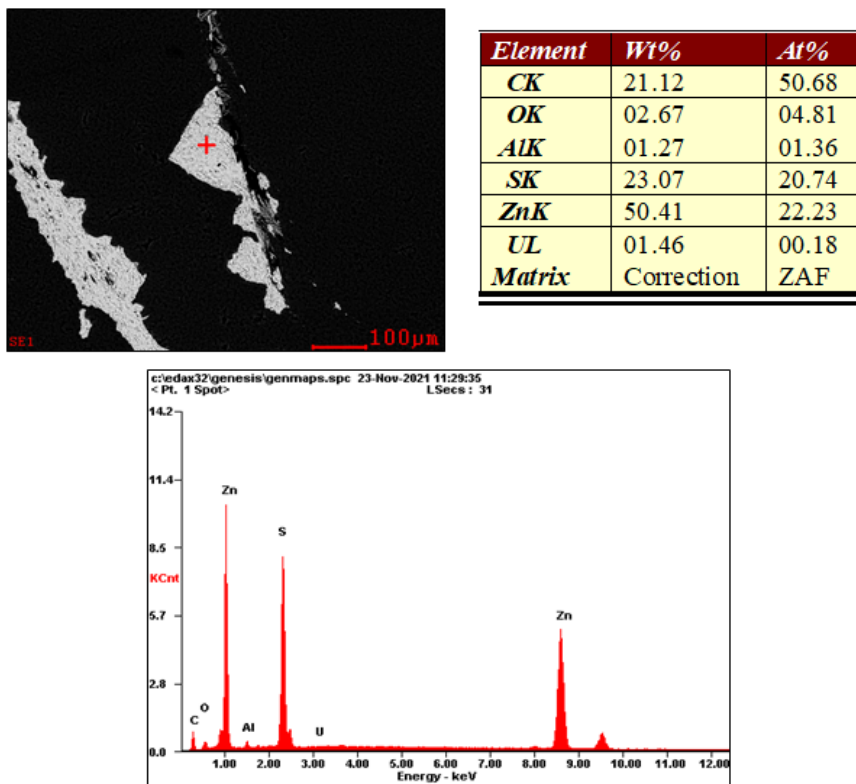 SE1
100µm
Element Wt% At%
CK 21.12 50.68
OK 02.67 04.81
AlK 01.27 01.36
SK 23.07 20.74
ZnK 50.41 22.23
UL 01.46 00.18
Matrix Correction ZAF
c:\edax32\genesis\genmaps.spc 23-Nov-2021 11:29:35
< Pt. 1 Spot> LSecs : 31
14.2
11.4
8.5
KCnt
5.7
2.8
0.0
C
O
Zn
Al
S
U
Zn
1.00 2.00 3.00 4.00 5.00 6.00 7.00 8.00 9.00 10.00 11.00 12.00
Energy - keV